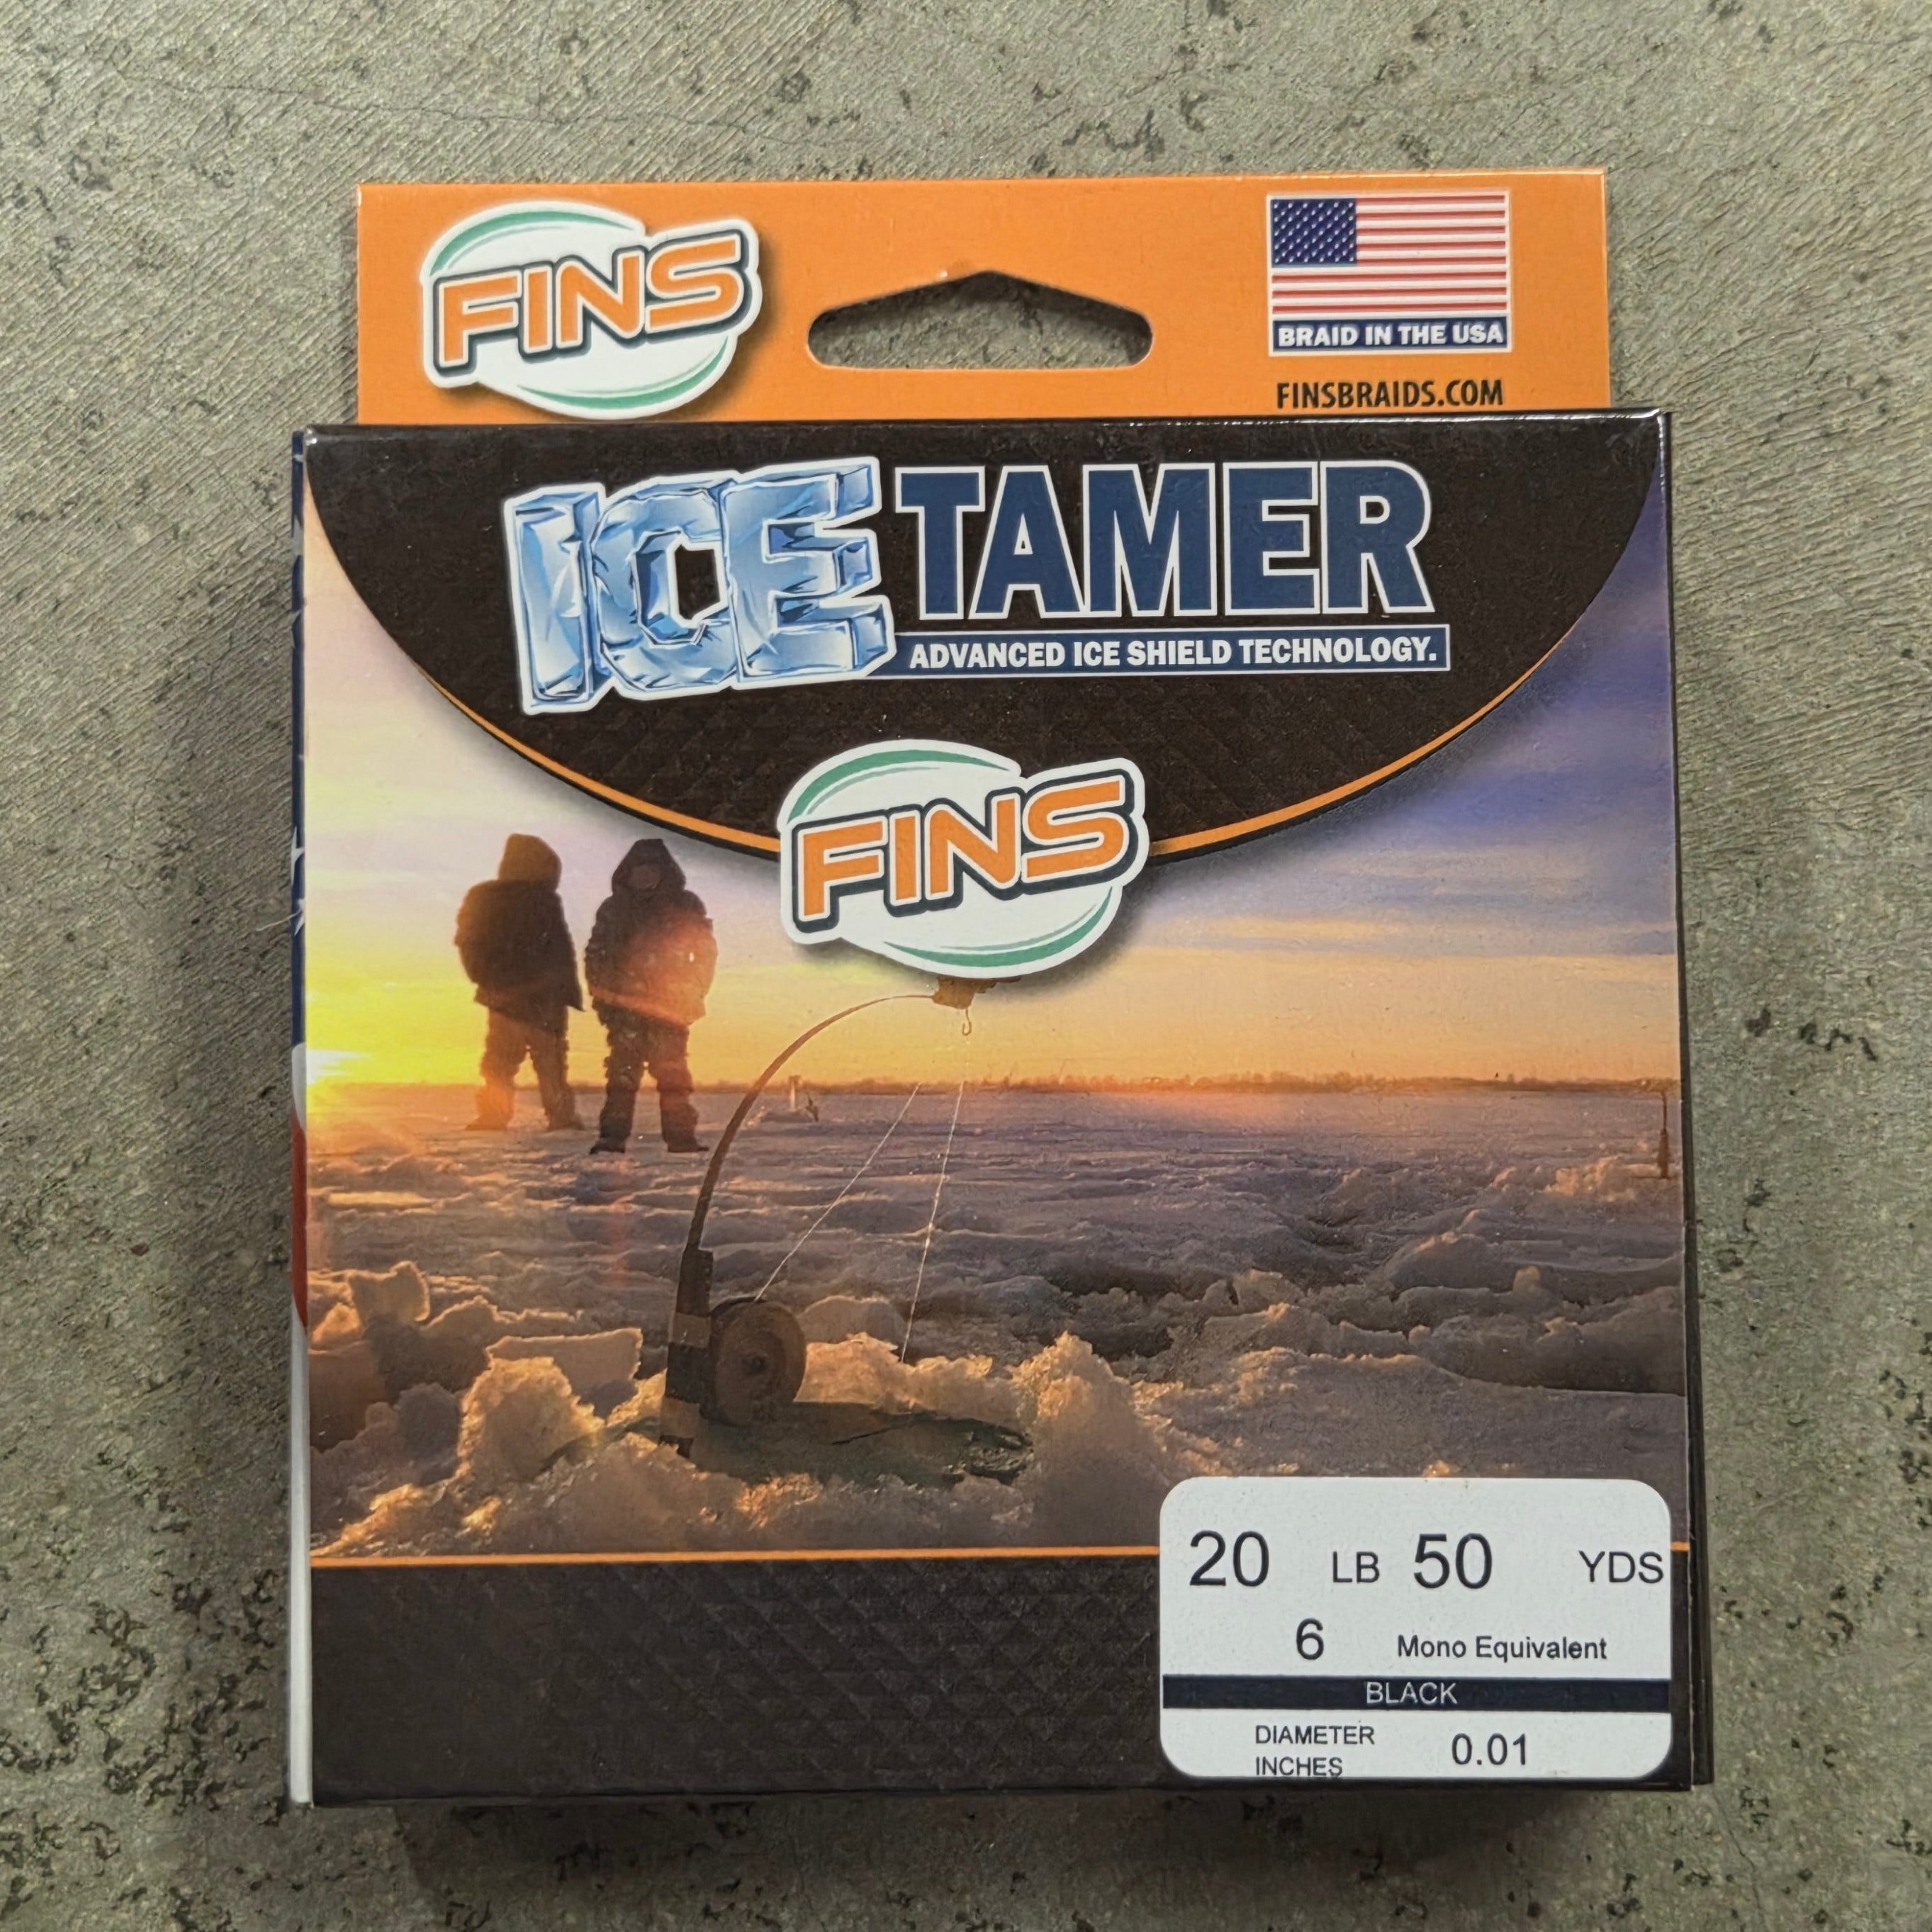 FINS
BRAID IN THE USA
FINSBRAIDS.COM
ICE TAMER
ADVANCED ICE SHIELD TECHNOLOGY.
FINS
20 LB 50 YDS
6 Mono Equivalent
BLACK
DIAMETER
INCHES
0.01